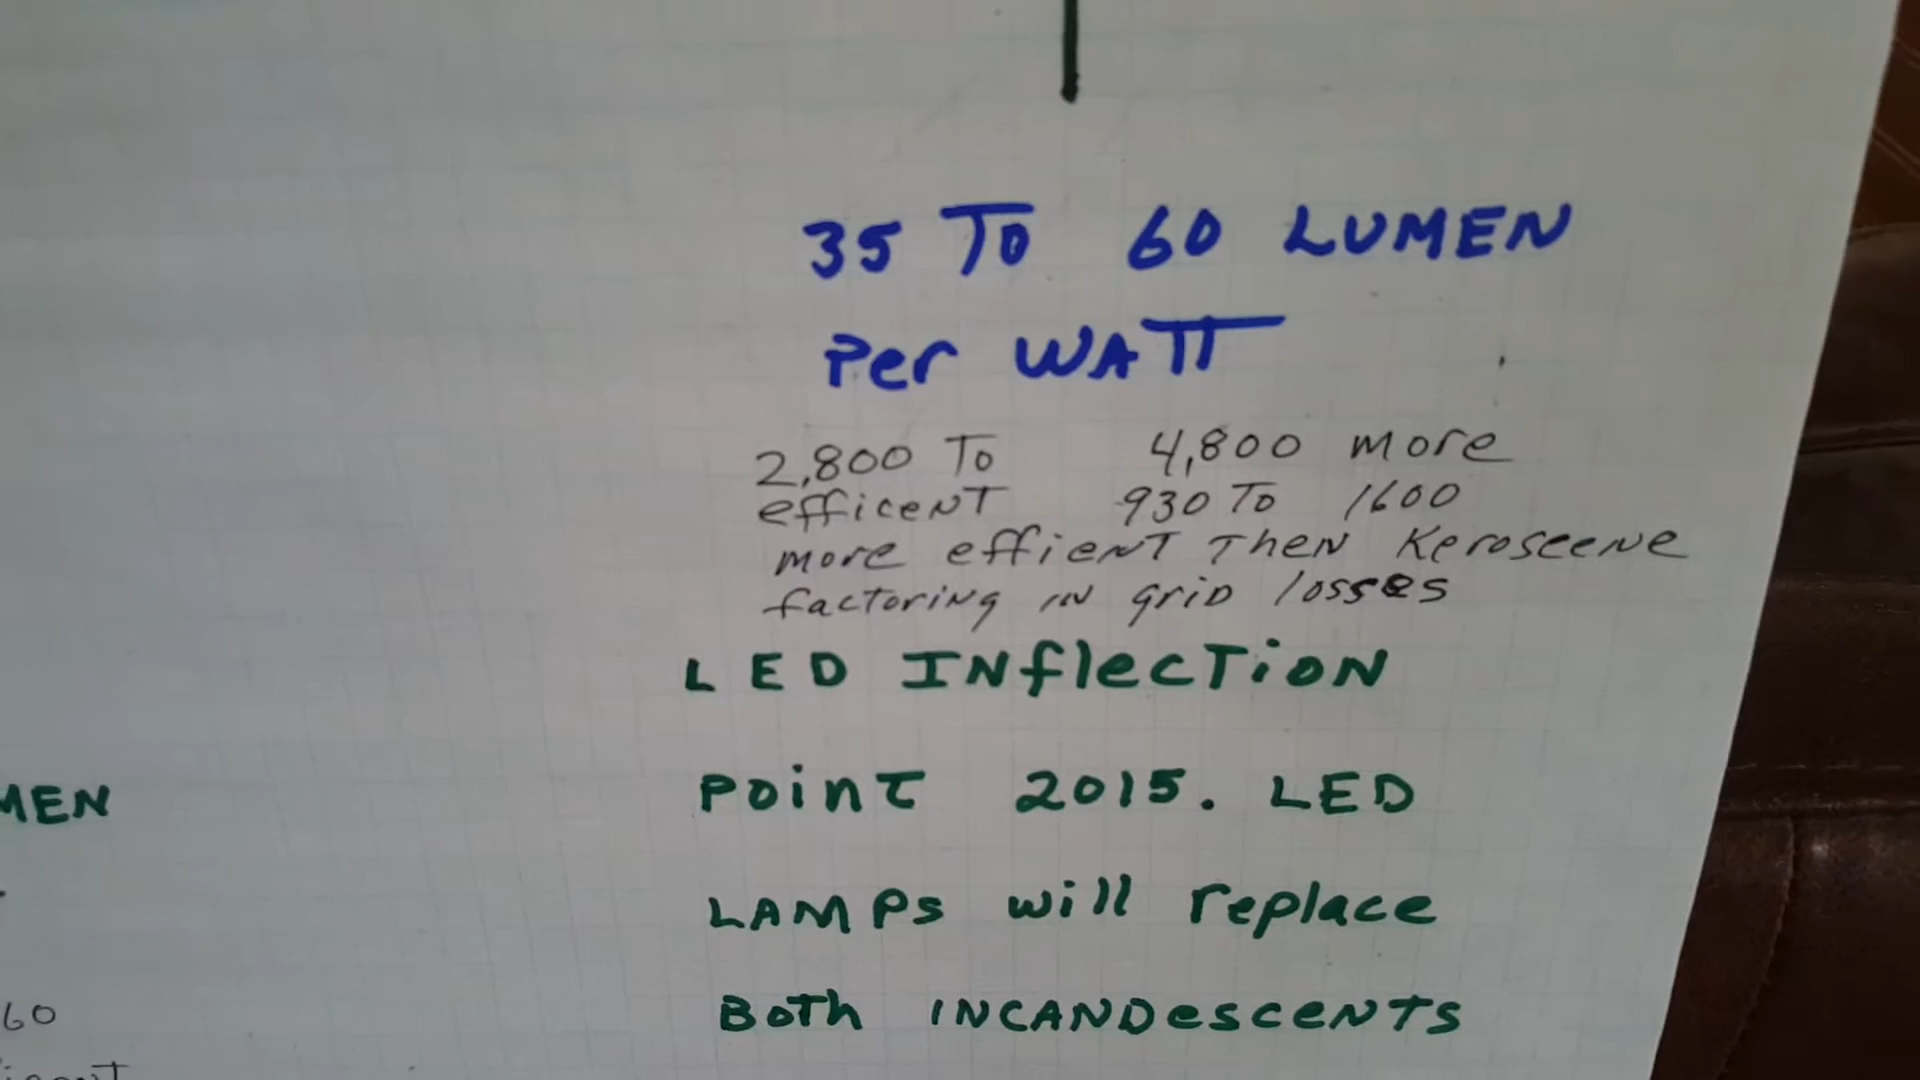 35 TO 60 LUMEN
Per WATT
2,800 TO 4,800 more
efficent 930 TO 1600
more effient Then Keroseene
factoring in grid losses
LED INflecTioN
Point 2015. LED
LAMPs will replace
Both INCANDescenTs
MEN
60